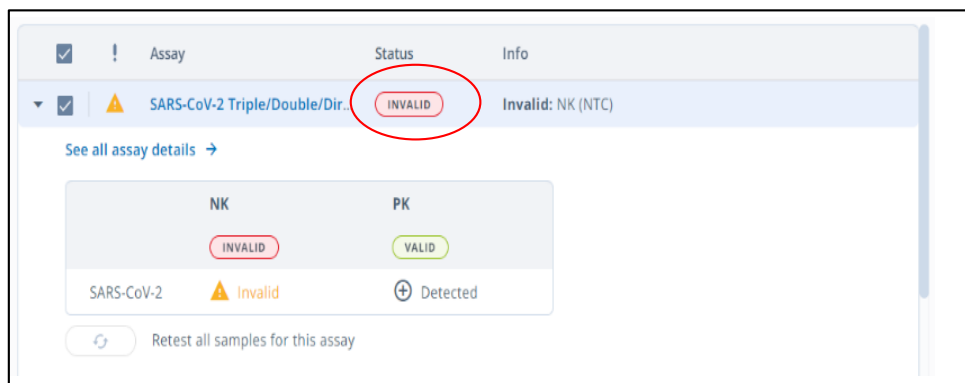 ! Assay Status Info
SARS-CoV-2 Triple/Double/Dir... INVALID Invalid: NK (NTC)
See all assay details →
NK PK
INVALID VALID
SARS-CoV-2 Invalid Detected
Retest all samples for this assay